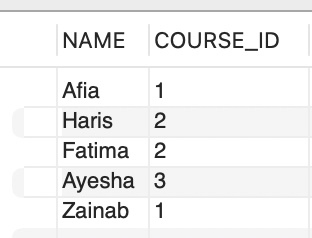 NAME COURSE_ID
Afia 1
Haris 2
Fatima 2
Ayesha 3
Zainab 1